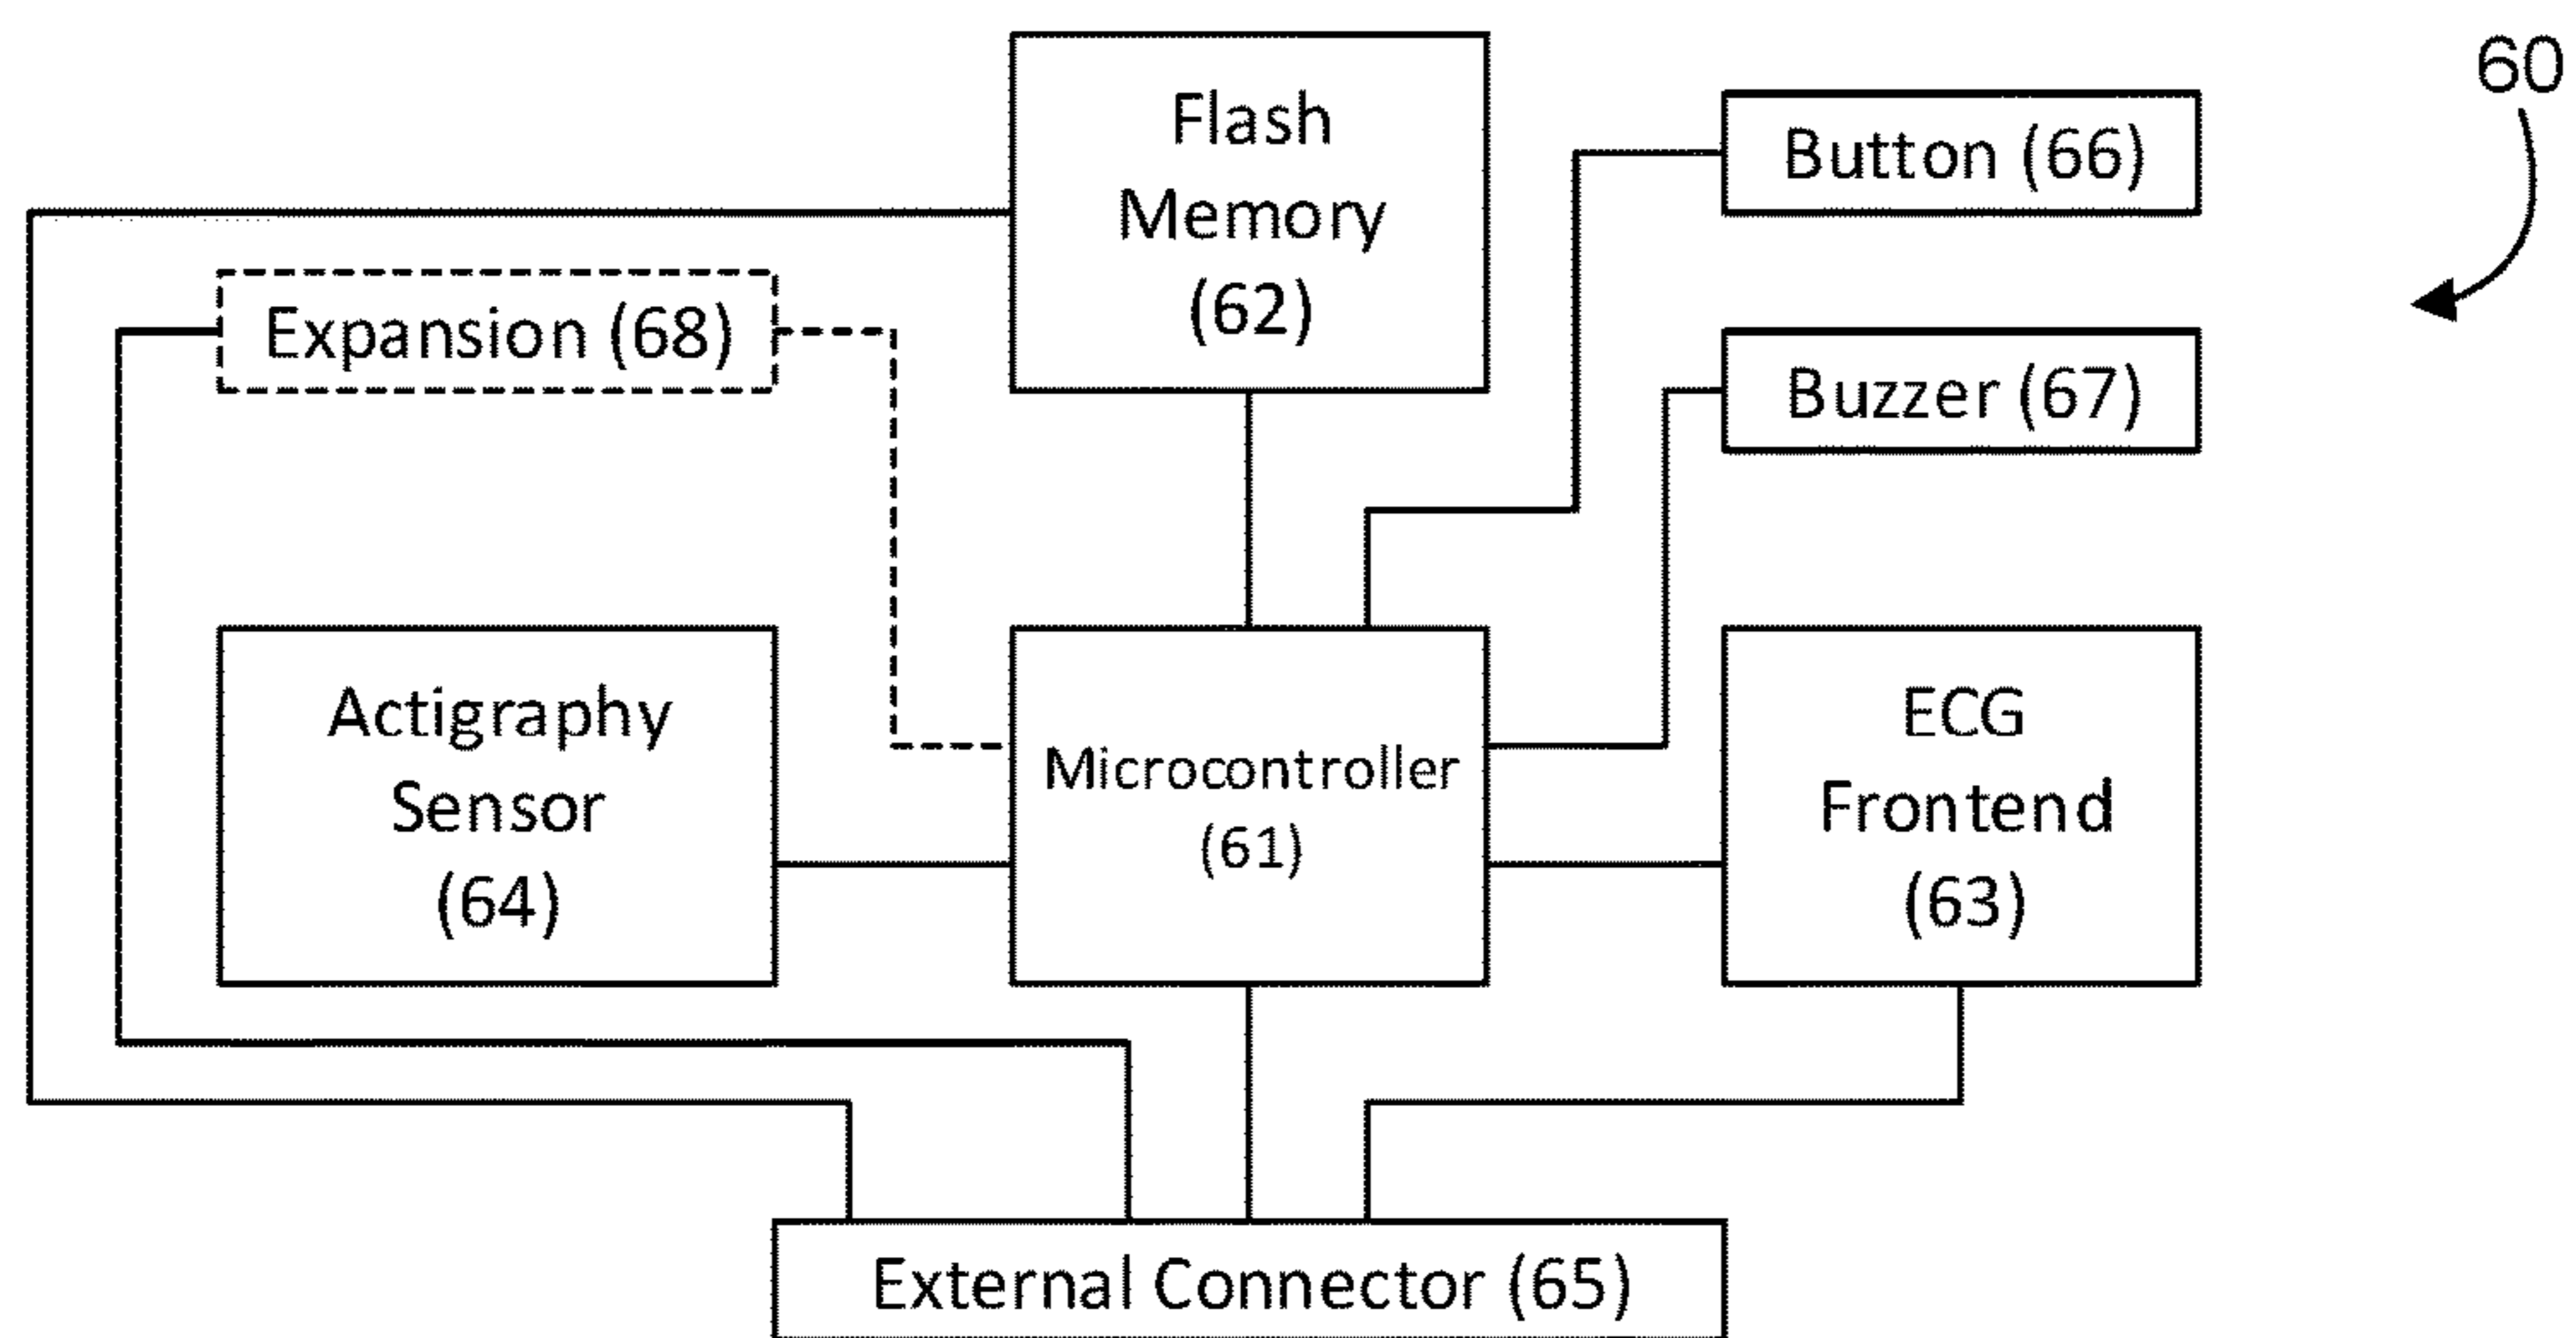 60
Flash
Memory
(62)
Button (66)
Expansion (68)
Buzzer (67)
Actigraphy
Sensor
(64)
Microcontroller
(61)
ECG
Frontend
(63)
External Connector (65)